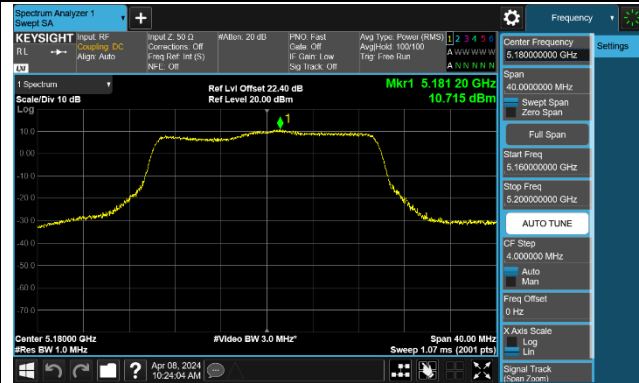 Spectrum Analyzer 1
Swept SA
Frequency
KEYSIGHT
RL
LXI
Input: RF
Coupling: DC
Align: Auto
Input Z: 50 Ω
Corrections: Off
Freq Ref: Int (S)
NFE: Off
#Atten: 20 dB
PNO: Fast
Gate: Off
IF Gain: Low
Sig Track: Off
Avg Type: Power (RMS)
Avg|Hold: 100/100
Trig: Free Run
1 2 3 4 5 6
A W W W W W
A N N N N N
1 Spectrum
Scale/Div 10 dB
Ref Lvl Offset 22.40 dB
Ref Level 20.00 dBm
Mkr1 5.181 20 GHz
10.715 dBm
Log
1
10.0
0.00
-10.0
-20.0
-30.0
-40.0
-50.0
-60.0
-70.0
Center 5.18000 GHz
#Res BW 1.0 MHz
#Video BW 3.0 MHz*
Span 40.00 MHz
Sweep 1.07 ms (2001 pts)
Apr 08, 2024
10:24:04 AM
Center Frequency
5.180000000 GHz
Span
40.0000000 MHz
Swept Span
Zero Span
Full Span
Start Freq
5.160000000 GHz
Stop Freq
5.200000000 GHz
AUTO TUNE
CF Step
4.000000 MHz
Auto
Man
Freq Offset
0 Hz
X Axis Scale
Log
Lin
Signal Track
(Span Zoom)
Settings